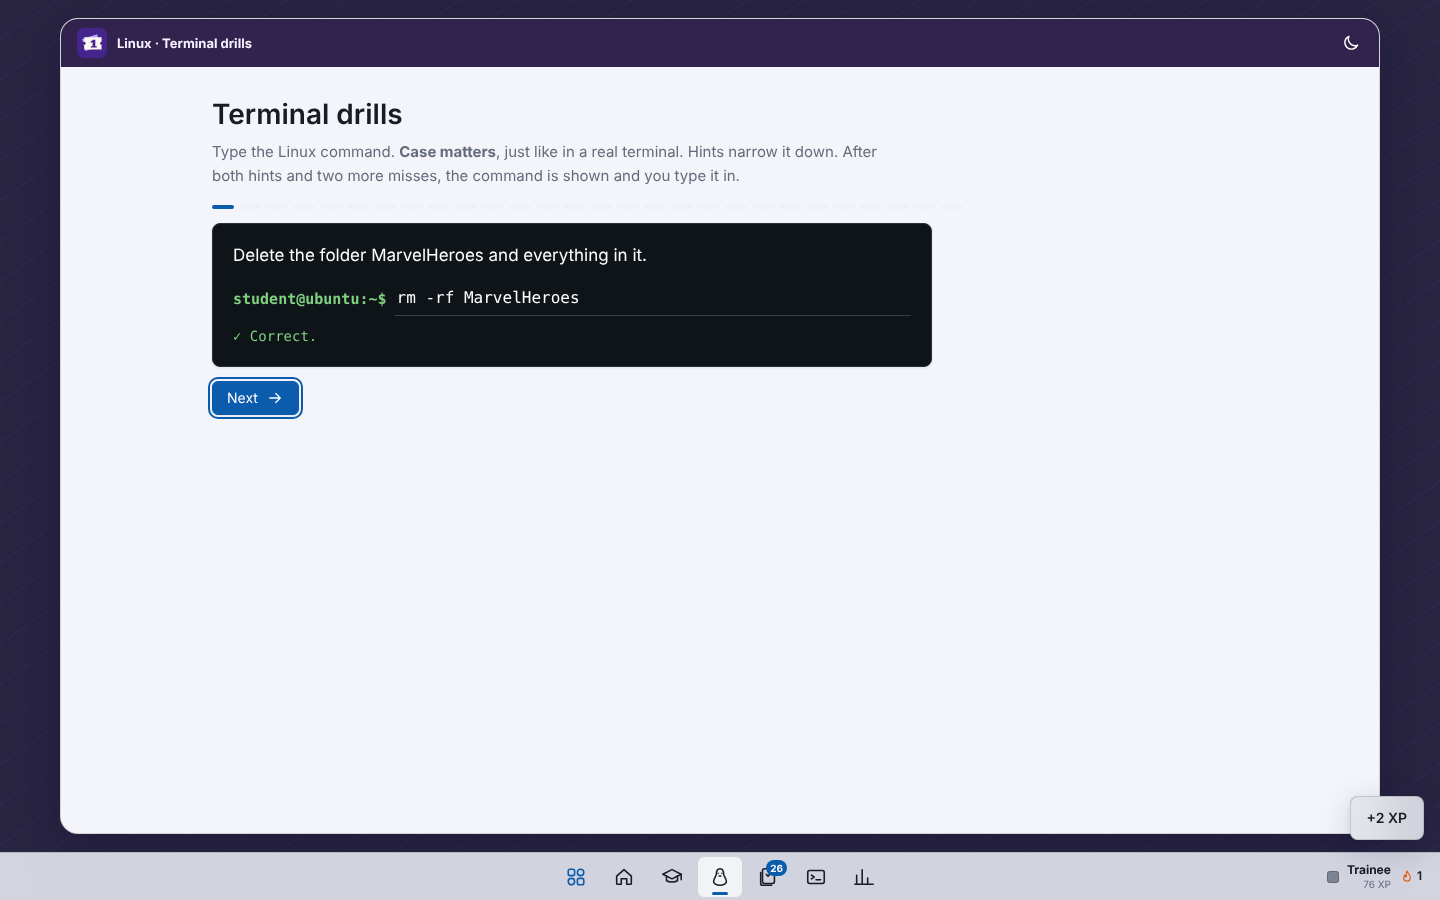 1
Linux · Terminal drills
Terminal drills
Type the Linux command. Case matters, just like in a real terminal. Hints narrow it down. After
both hints and two more misses, the command is shown and you type it in.
Delete the folder MarvelHeroes and everything in it.
student@ubuntu:~$ rm -rf MarvelHeroes
✓ Correct.
Next →
+2 XP
26
Trainee
76 XP
1